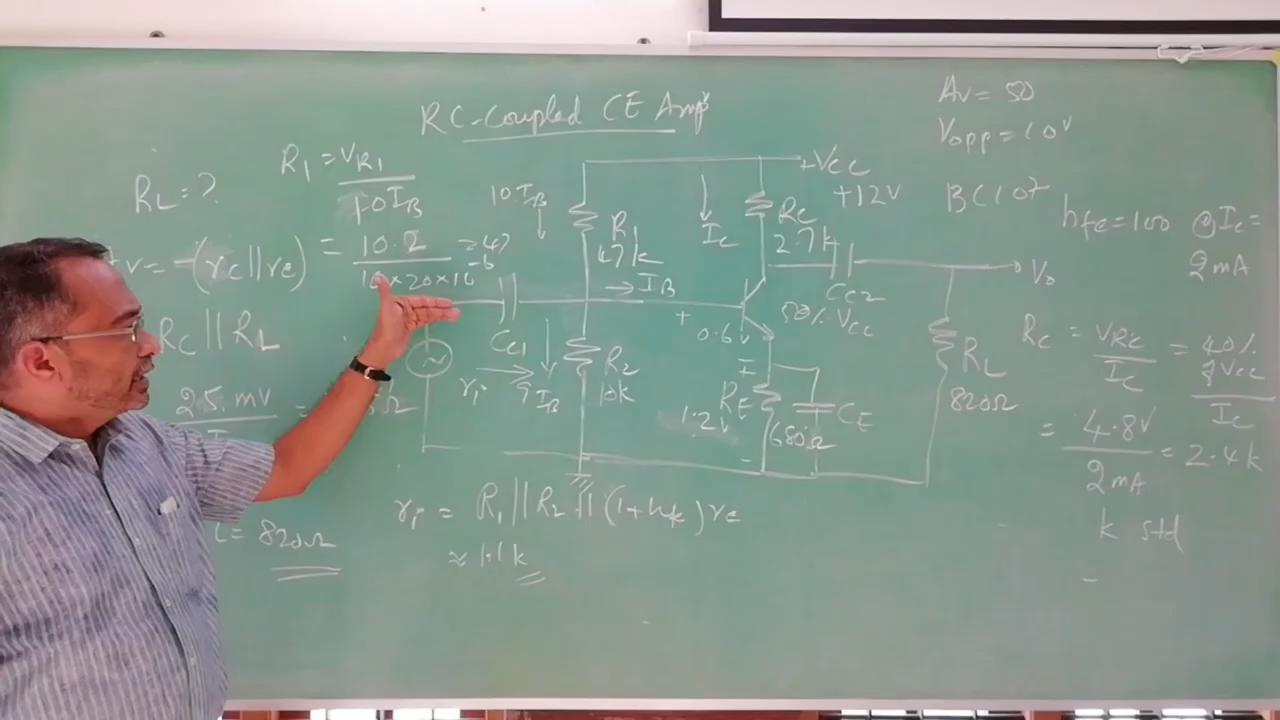 RC-Coupled CE Amp
Av = 50
Vopp = 10V
BC107
hfe = 100 @ Ic =
2mA
RL = ?
R1 = VR1
10IB
= 10.2
10×20×10
= 47
-6
Av = -(rc||re)
RC || RL
25 mV
= 820Ω
10IB
R1
47k
IC
RC
2.7k
+VCC
+12V
IB
CC1
ri
9IB
R2
10k
+
0.6V
50% VCC
CC2
Vo
RE
680Ω
1.2V
-
CE
RL
820Ω
RC = VRC = 40%
IC
VCC
IC
= 4.8V = 2.4k
2mA
k std
ri = R1 || R2 || (1+hfe)re
≈ 1.1k